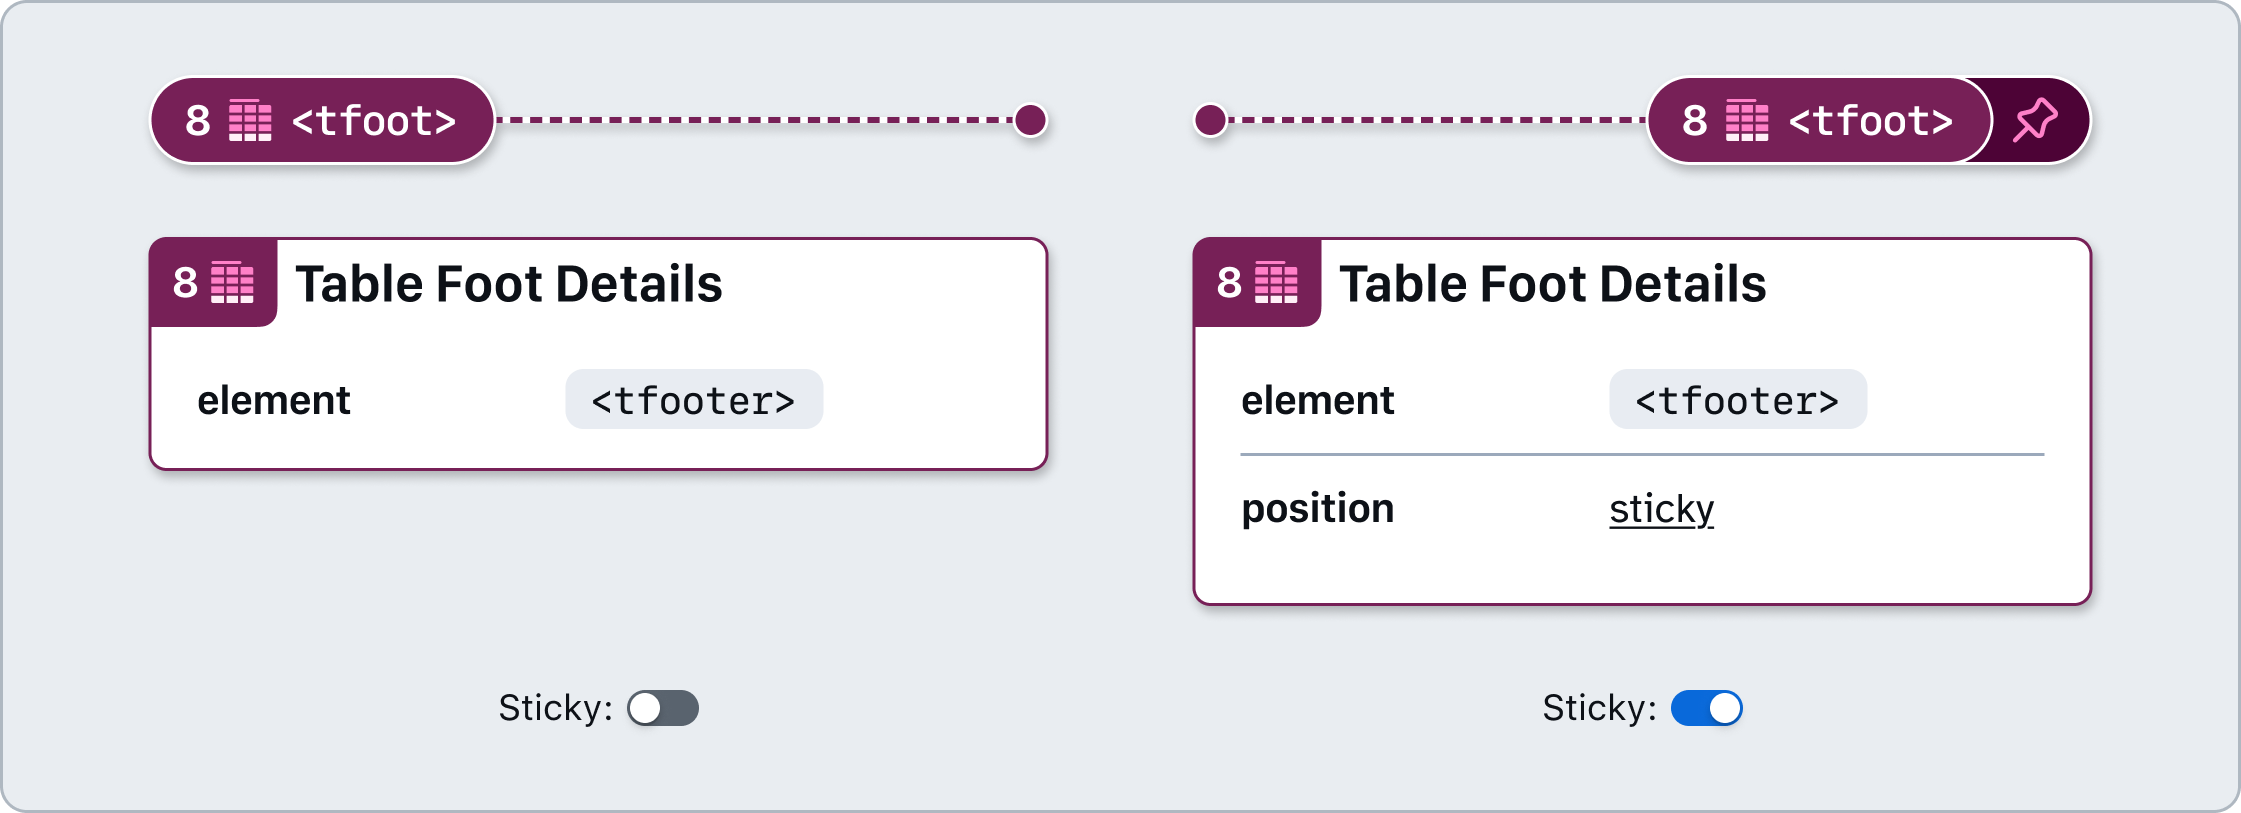 8 <tfoot>
8 Table Foot Details
element <tfooter>
Sticky:
8 <tfoot>
8 Table Foot Details
element <tfooter>
position sticky
Sticky: